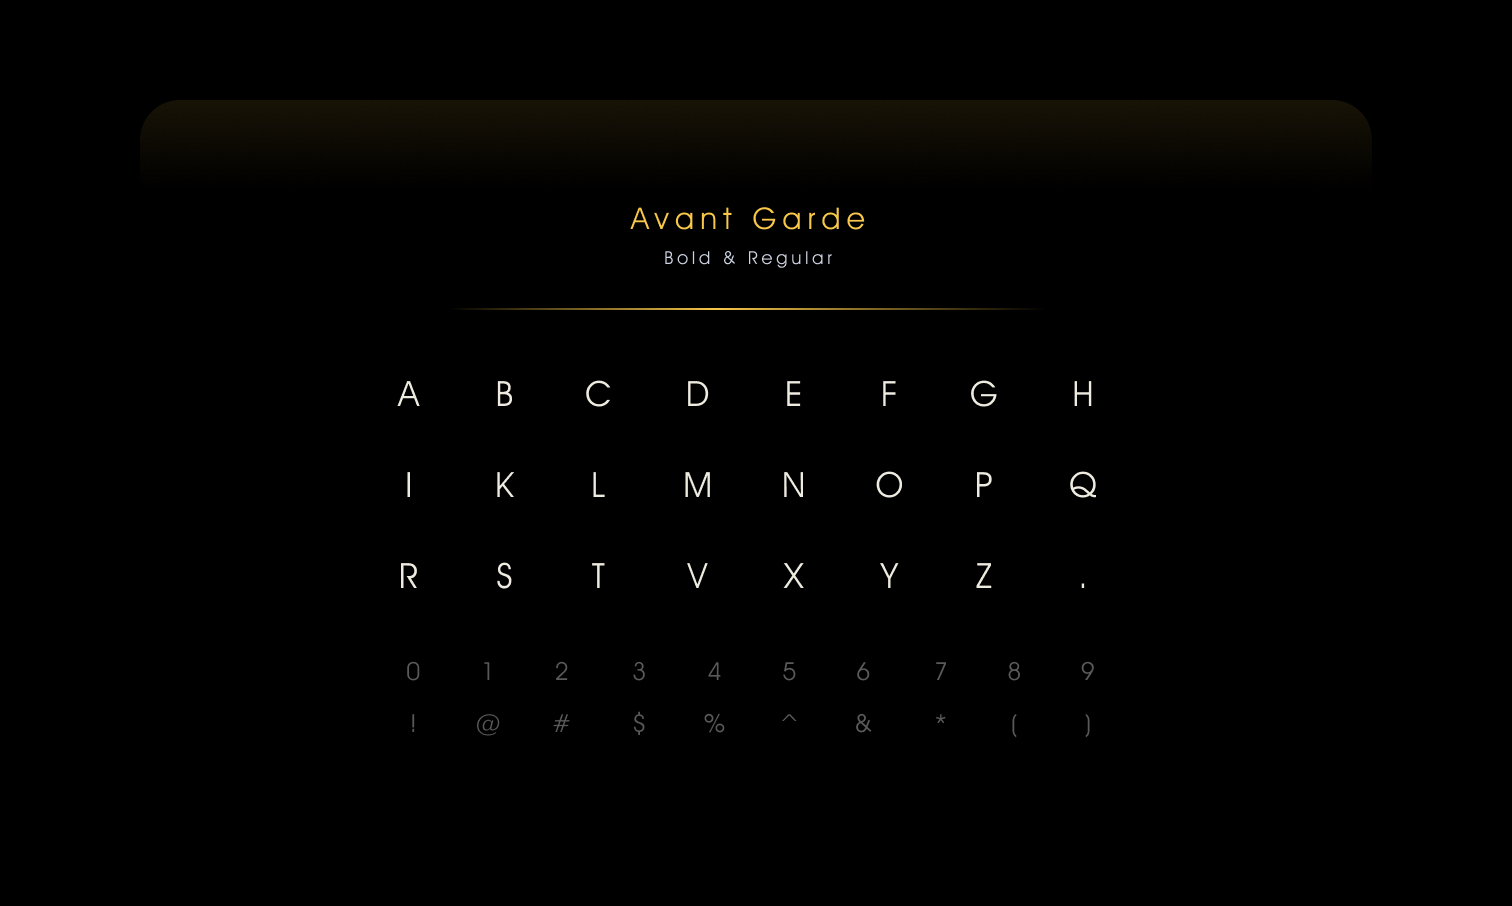 Avant Garde
Bold & Regular
A B C D E F G H
I K L M N O P Q
R S T V X Y Z .
0 1 2 3 4 5 6 7 8 9
! @ # $ % ^ & * ( )